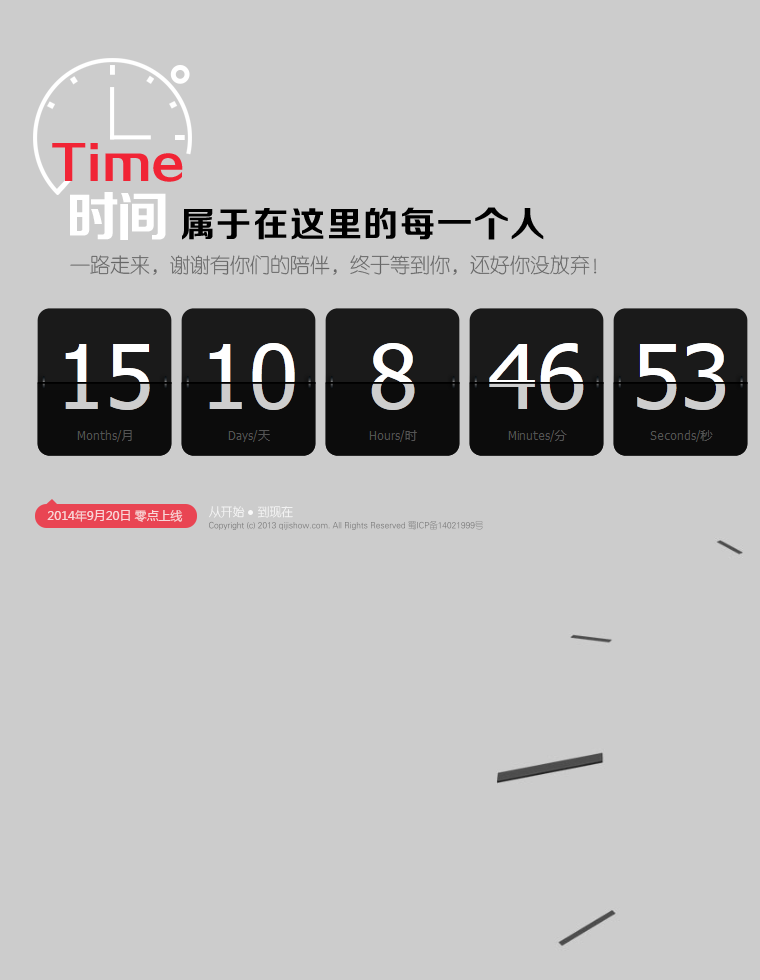 Time
时间 属于在这里的每一个人
一路走来，谢谢有你们的陪伴，终于等到你，还好你没放弃！
15 10 8 46 53
Months/月 Days/天 Hours/时 Minutes/分 Seconds/秒
2014年9月20日 零点上线
从开始 ● 到现在
Copyright (c) 2013 qijishow.com. All Rights Reserved 蜀ICP备14021999号